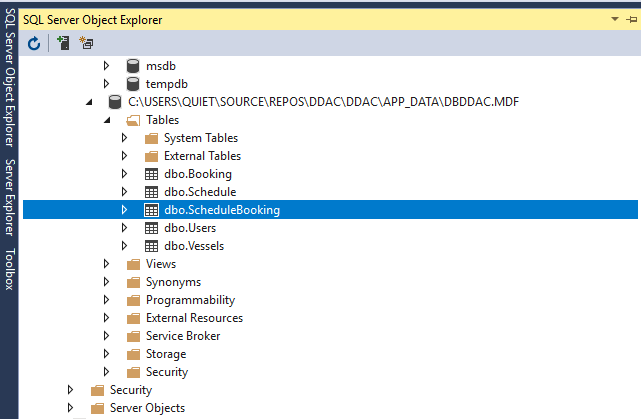 SQL Server Object Explorer
SQL Server Object Explorer
Server Explorer
Toolbox
msdb
tempdb
C:\USERS\QUIET\SOURCE\REPOS\DDAC\DDAC\APP_DATA\DBDDAC.MDF
Tables
System Tables
External Tables
dbo.Booking
dbo.Schedule
dbo.ScheduleBooking
dbo.Users
dbo.Vessels
Views
Synonyms
Programmability
External Resources
Service Broker
Storage
Security
Security
Server Objects